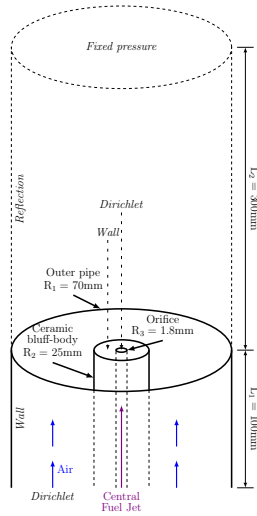 Fixed pressure
Reflection
L₂ = 300mm
Dirichlet
Wall
Outer pipe
R₁ = 70mm
Orifice
R₃ = 1.8mm
Ceramic
bluff-body
R₂ = 25mm
Wall
L₁ = 100mm
Air
Dirichlet
Central
Fuel Jet